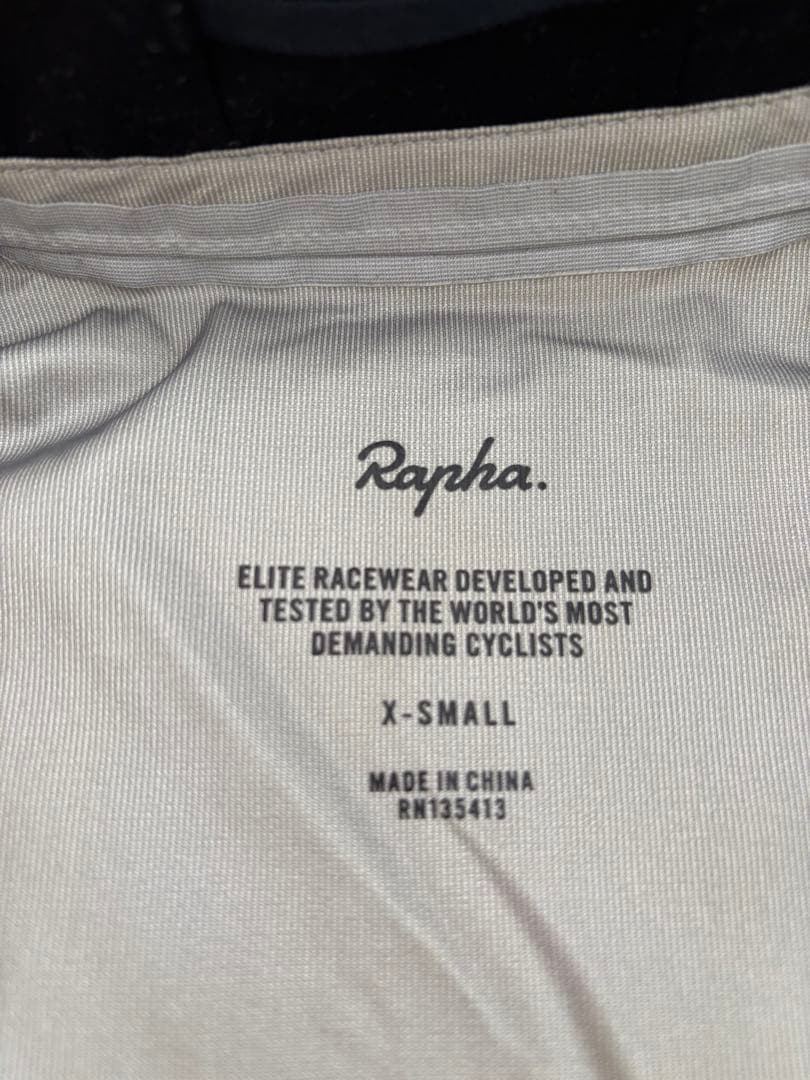 Rapha.
ELITE RACEWEAR DEVELOPED AND
TESTED BY THE WORLD'S MOST
DEMANDING CYCLISTS
X-SMALL
MADE IN CHINA
RN135413